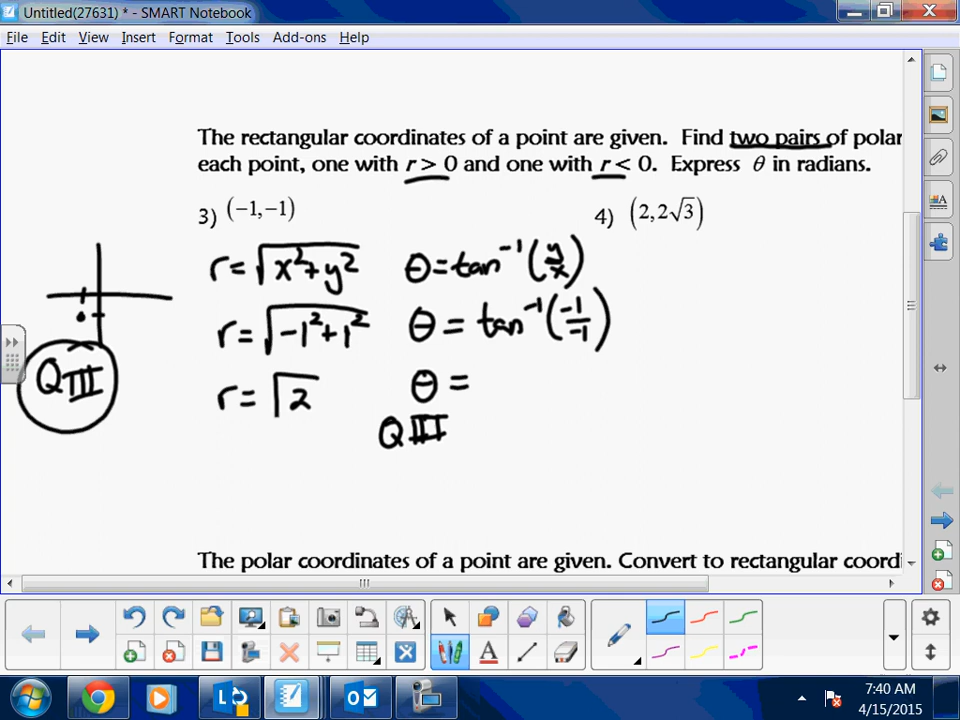 Untitled(27631) * - SMART Notebook
File Edit View Insert Format Tools Add-ons Help
The rectangular coordinates of a point are given. Find two pairs of polar
each point, one with r > 0 and one with r < 0. Express θ in radians.
3) (−1,−1)
4) (2,2√3)
r = √x²+y² θ = tan⁻¹(y/x)
r = √-1²+1² θ = tan⁻¹(-1/-1)
QIII
r = √2 θ =
QIII
The polar coordinates of a point are given. Convert to rectangular coordi
A
7:40 AM
4/15/2015